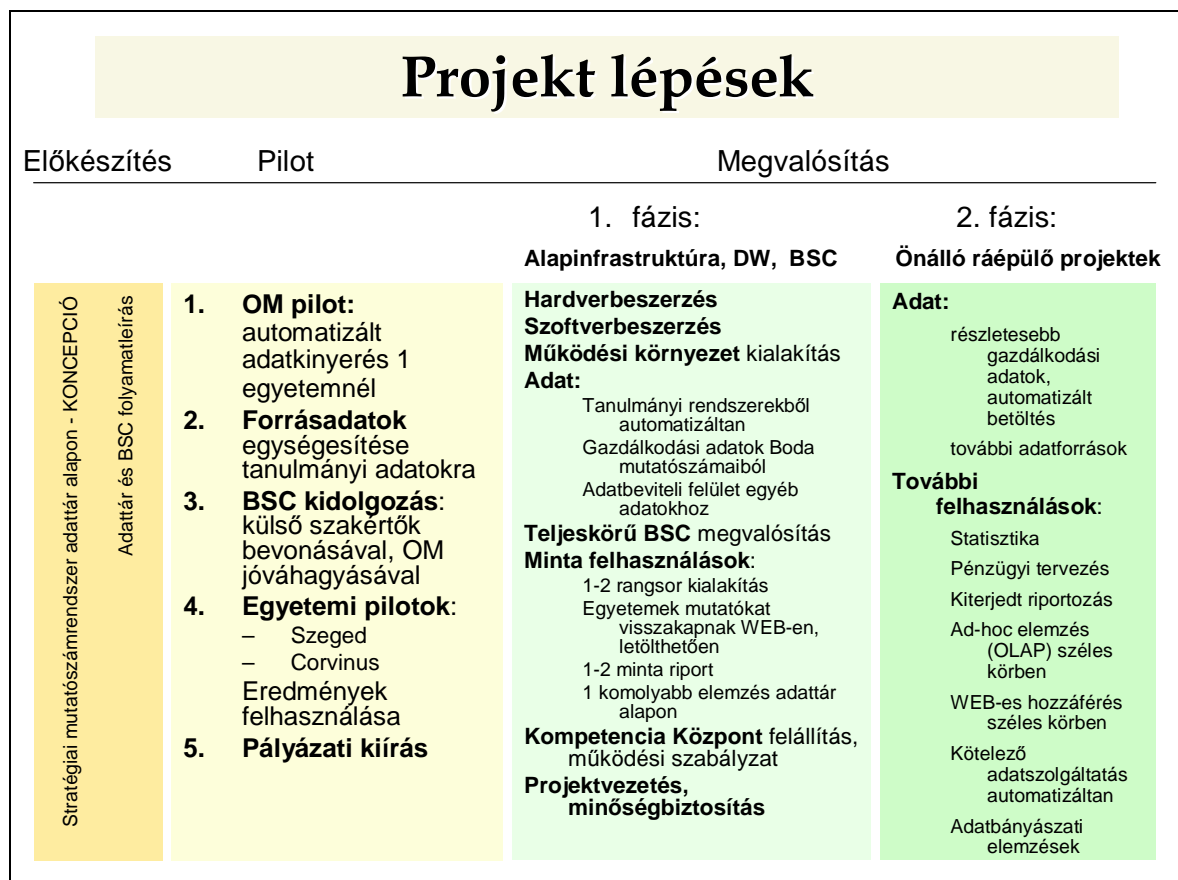 Projekt lépések
Előkészítés
Pilot
Megvalósítás
1. fázis:
Alapinfrastruktúra, DW, BSC
2. fázis:
Önálló ráépülő projektek
Stratégiai mutatószámrendszer adattár alapon - KONCEPCIÓ
Adattár és BSC folyamatleírás
1. OM pilot:
automatizált
adatkinyerés 1
egyetemnél
2. Forrásadatok
egységesítése
tanulmányi adatokra
3. BSC kidolgozás:
külső szakértők
bevonásával, OM
jóváhagyásával
4. Egyetemi pilotok:
– Szeged
– Corvinus
Eredmények
felhasználása
5. Pályázati kiírás
Hardverbeszerzés
Szoftverbeszerzés
Működési környezet kialakítás
Adat:
Tanulmányi rendszerekből
automatizáltan
Gazdálkodási adatok Boda
mutatószámaiból
Adatbeviteli felület egyéb
adatokhoz
Teljeskörű BSC megvalósítás
Minta felhasználások:
1-2 rangsor kialakítás
Egyetemek mutatókat
visszakapnak WEB-en,
letölthetően
1-2 minta riport
1 komolyabb elemzés adattár
alapon
Kompetencia Központ felállítás,
működési szabályzat
Projektvezetés,
minőségbiztosítás
Adat:
részletesebb
gazdálkodási
adatok,
automatizált
betöltés
további adatforrások
További
felhasználások:
Statisztika
Pénzügyi tervezés
Kiterjedt riportozás
Ad-hoc elemzés
(OLAP) széles
körben
WEB-es hozzáférés
széles körben
Kötelező
adatszolgáltatás
automatizáltan
Adatbányászati
elemzések